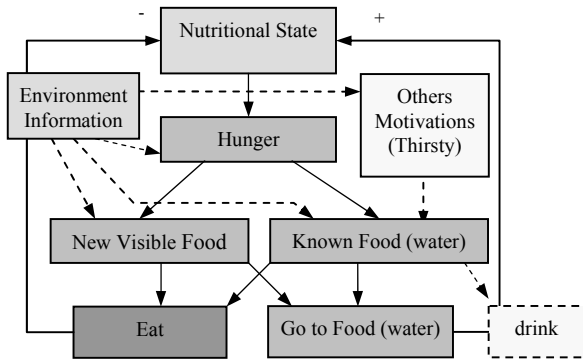 -
+
Nutritional State
Environment
Information
Others
Motivations
(Thirsty)
Hunger
New Visible Food
Known Food (water)
Eat
Go to Food (water)
drink